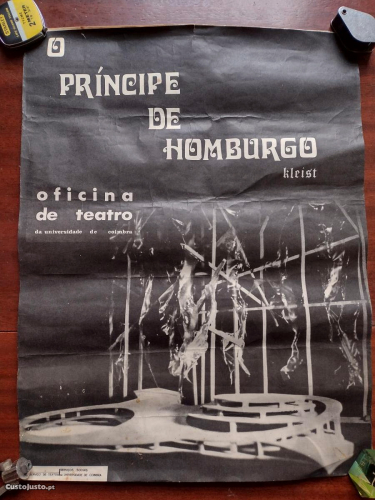 O
PRÍNCIPE
DE
HOMBURGO
kleist
oficina
de teatro
da universidade de coimbra
CustoJusto.pt